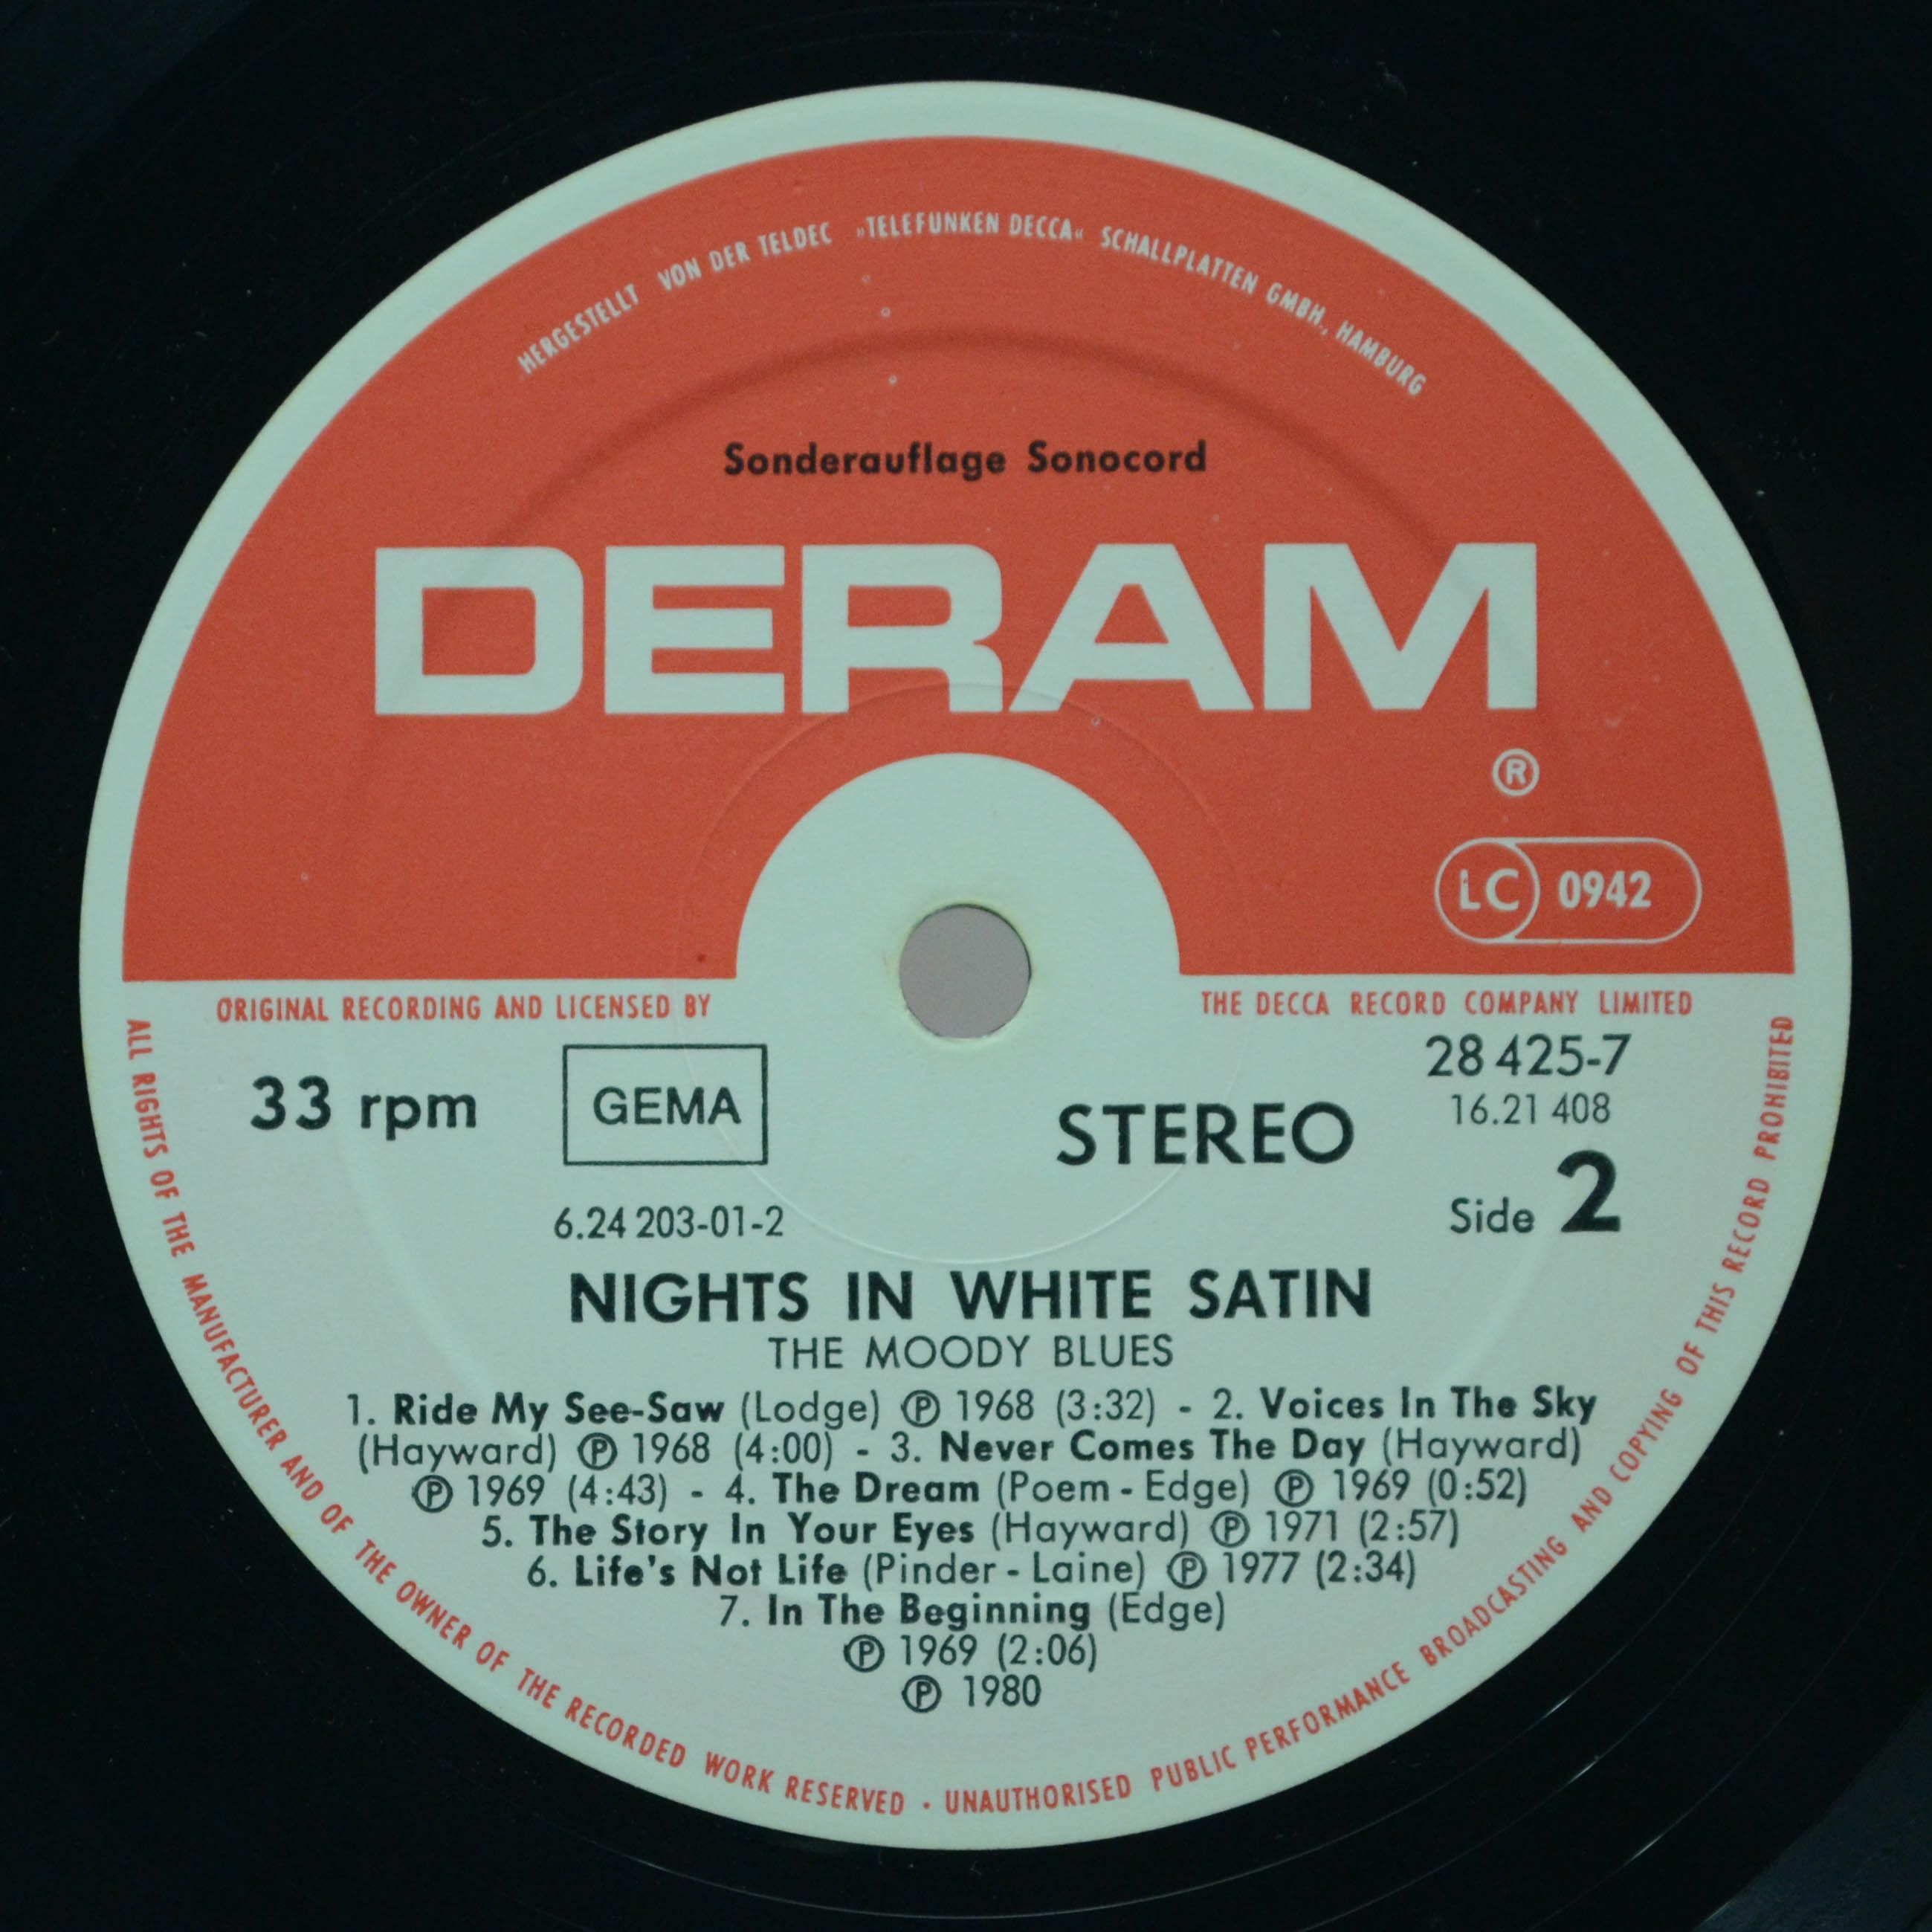 HERGESTELLT VON DER TELDEC »TELEFUNKEN DECCA« SCHALLPLATTEN GMBH., HAMBURG
Sonderauflage Sonocord
DERAM
®
LC 0942
ORIGINAL RECORDING AND LICENSED BY THE DECCA RECORD COMPANY LIMITED
28 425-7
33 rpm GEMA STEREO 16.21 408
6.24 203-01-2 Side 2
NIGHTS IN WHITE SATIN
THE MOODY BLUES
1. Ride My See-Saw (Lodge) ℗ 1968 (3:32) - 2. Voices In The Sky
(Hayward) ℗ 1968 (4:00) - 3. Never Comes The Day (Hayward)
℗ 1969 (4:43) - 4. The Dream (Poem - Edge) ℗ 1969 (0:52)
5. The Story In Your Eyes (Hayward) ℗ 1971 (2:57)
6. Life's Not Life (Pinder - Laine) ℗ 1977 (2:34)
7. In The Beginning (Edge)
℗ 1969 (2:06)
℗ 1980
ALL RIGHTS OF THE MANUFACTURER AND OF THE OWNER OF THE RECORDED WORK RESERVED · UNAUTHORISED PUBLIC PERFORMANCE BROADCASTING AND COPYING OF THIS RECORD PROHIBITED